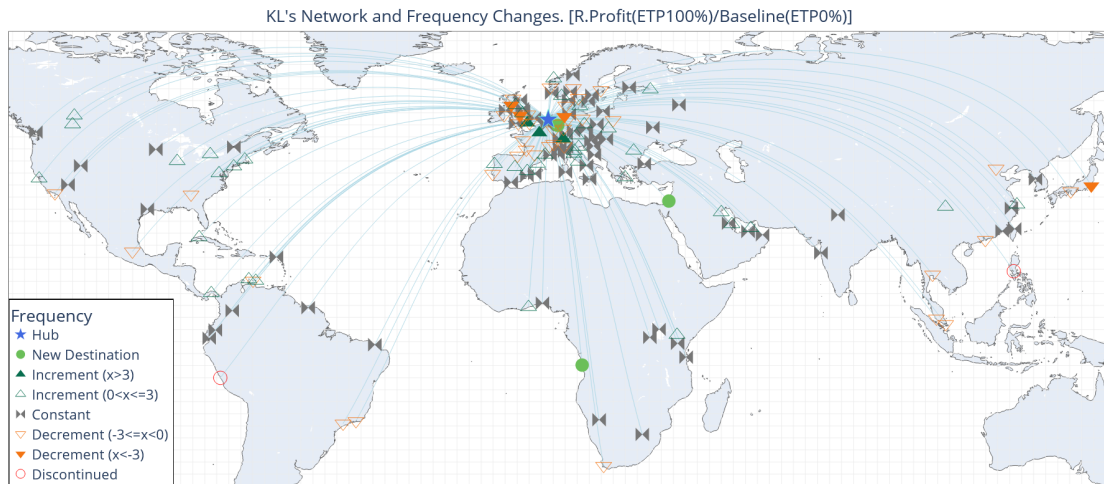 KL's Network and Frequency Changes. [R.Profit(ETP100%)/Baseline(ETP0%)]
Frequency
Hub
New Destination
Increment (x>3)
Increment (0<x<=3)
Constant
Decrement (-3<=x<0)
Decrement (x<-3)
Discontinued